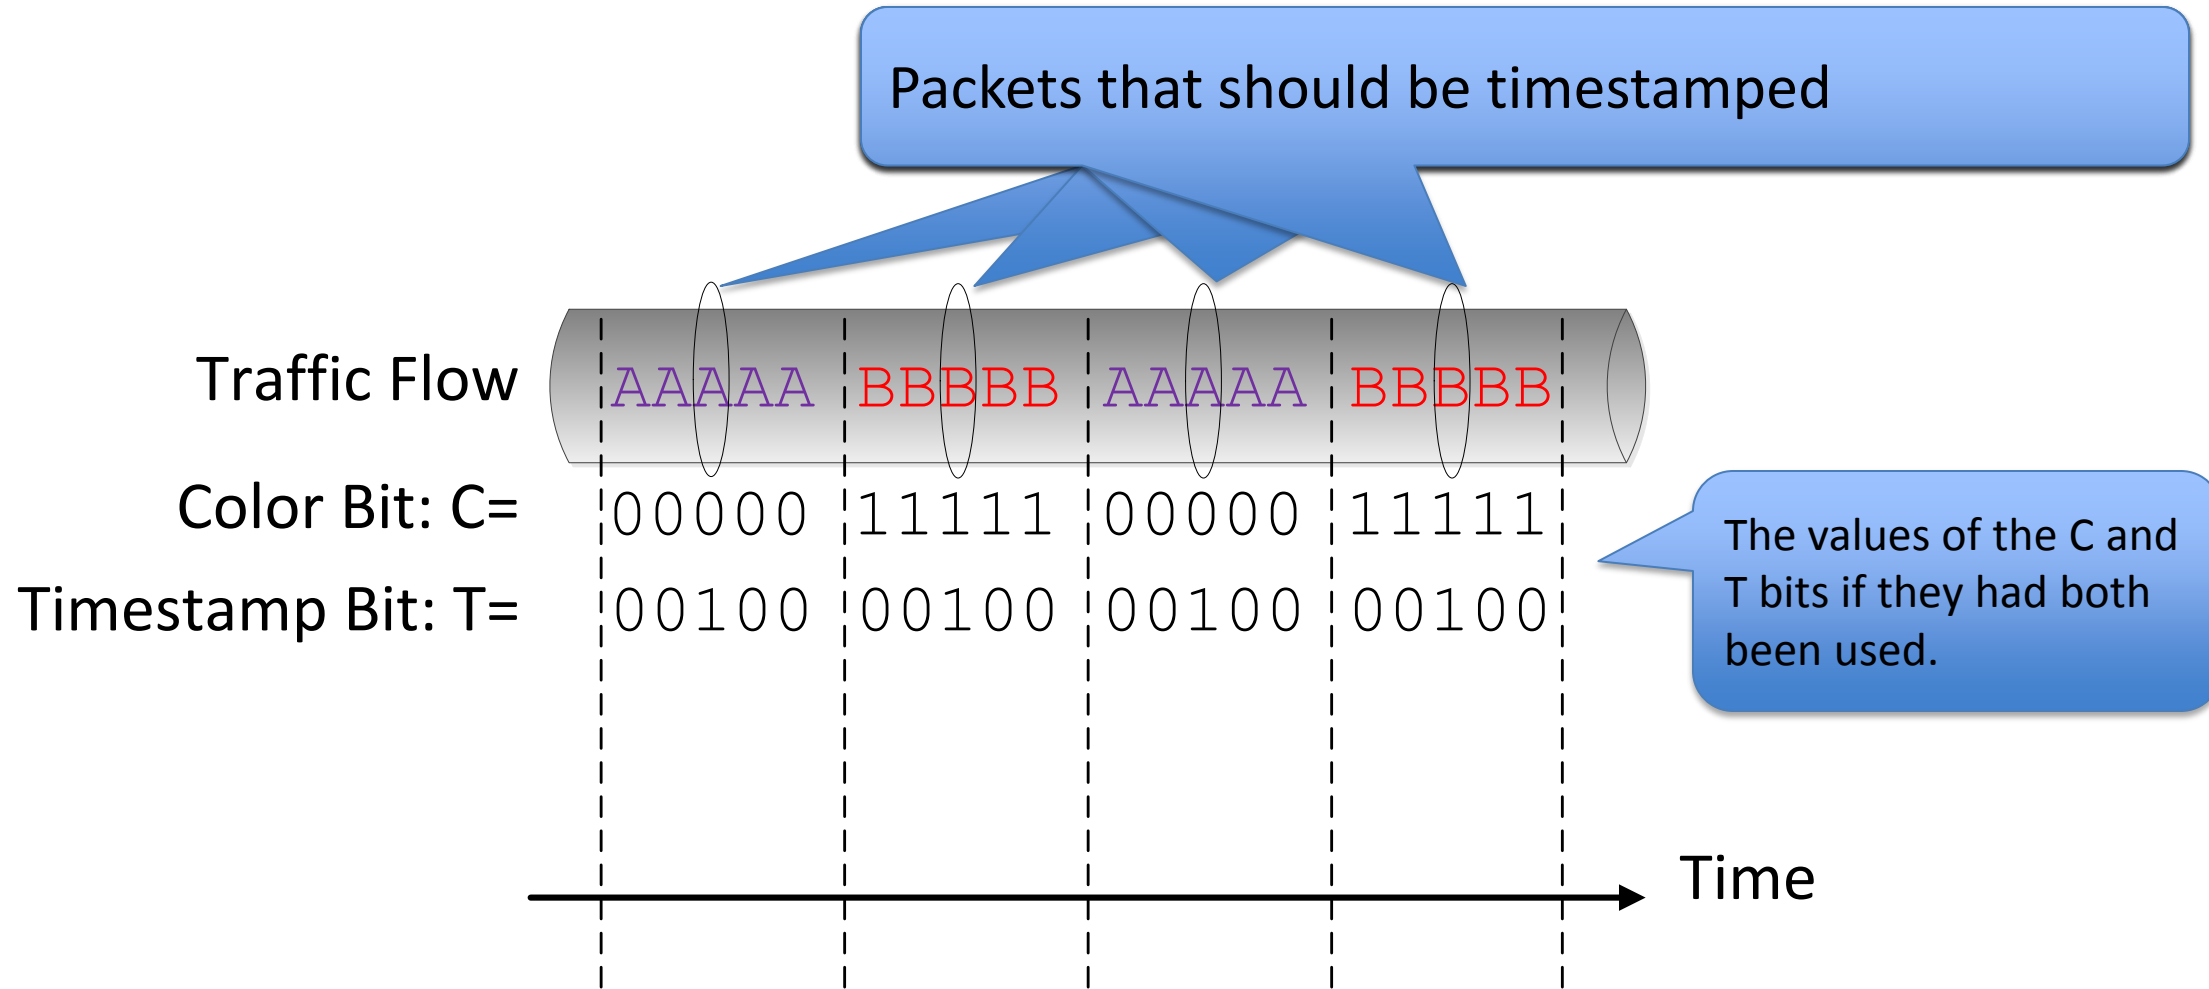 Packets that should be timestamped
Traffic Flow AAAAA BBBBB AAAAA BBBBB
Color Bit: C= 00000 11111 00000 11111
Timestamp Bit: T= 00100 00100 00100 00100
The values of the C and
T bits if they had both
been used.
Time